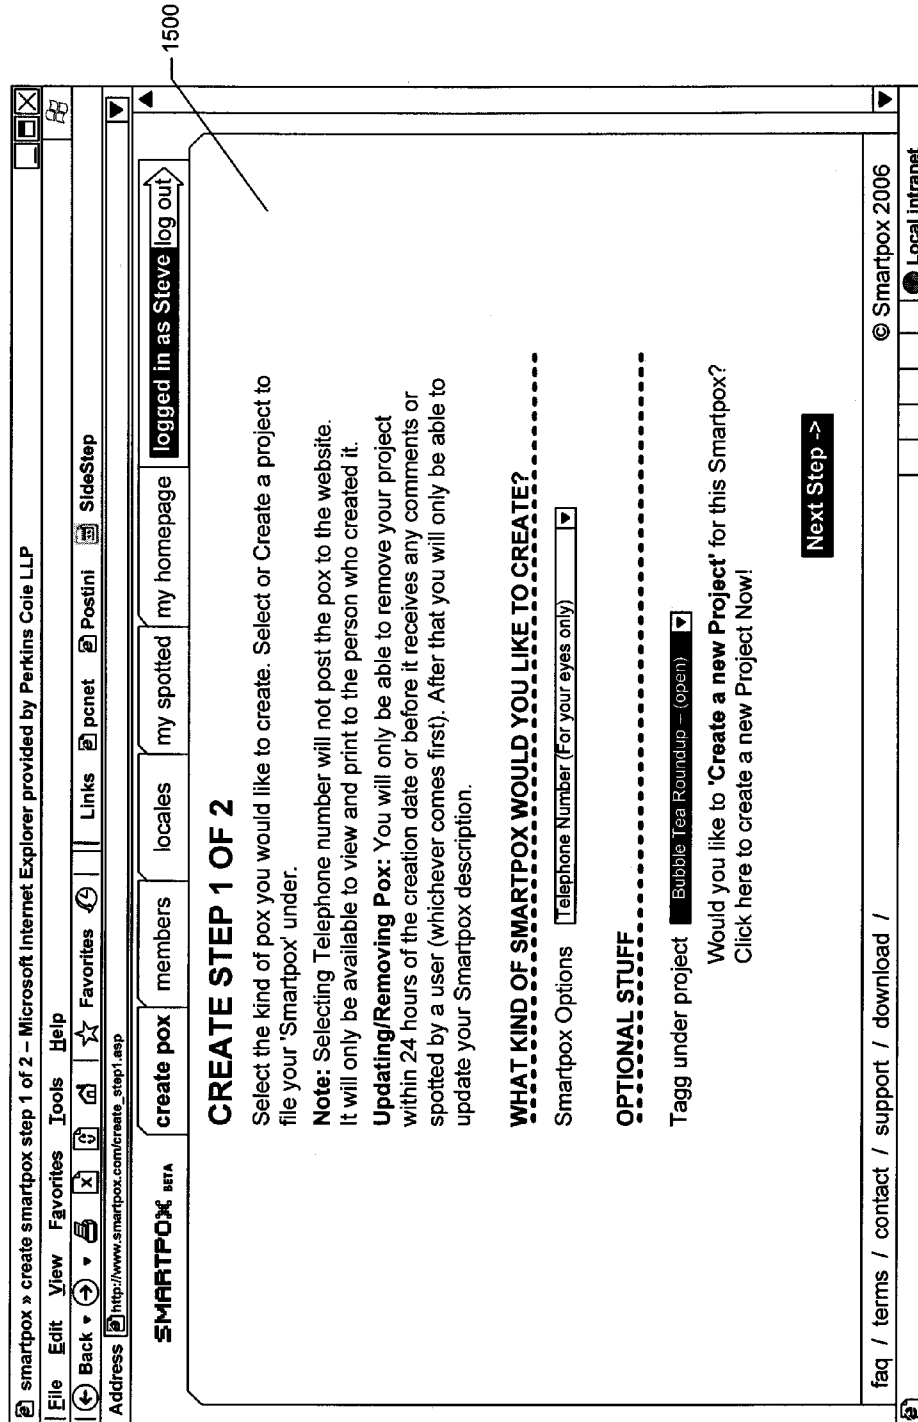 smartpox » create smartpox step 1 of 2 – Microsoft Internet Explorer provided by Perkins Coie LLP
File Edit View Favorites Tools Help
Back Favorites Links pcnet Postini SideStep
Address http://www.smartpox.com/create_step1.asp
1500
SMARTPOX BETA create pox members locales my spotted my homepage logged in as Steve log out
CREATE STEP 1 OF 2
Select the kind of pox you would like to create. Select or Create a project to
file your 'Smartpox' under.
Note: Selecting Telephone number will not post the pox to the website.
It will only be available to view and print to the person who created it.
Updating/Removing Pox: You will only be able to remove your project
within 24 hours of the creation date or before it receives any comments or
spotted by a user (whichever comes first). After that you will only be able to
update your Smartpox description.
WHAT KIND OF SMARTPOX WOULD YOU LIKE TO CREATE?
Smartpox Options Telephone Number (For your eyes only)
OPTIONAL STUFF
Tagg under project Bubble Tea Roundup – (open)
Would you like to 'Create a new Project' for this Smartpox?
Click here to create a new Project Now!
Next Step ->
faq / terms / contact / support / download / © Smartpox 2006
Local intranet